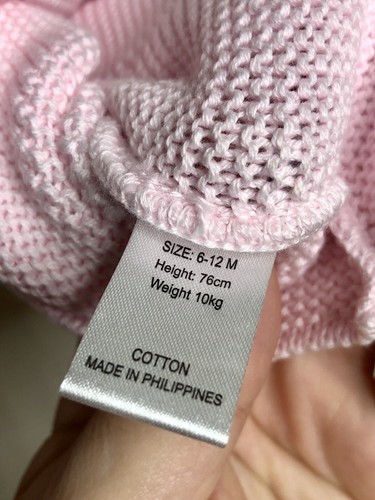 SIZE: 6-12 M
Height: 76cm
Weight 10kg
COTTON
MADE IN PHILIPPINES